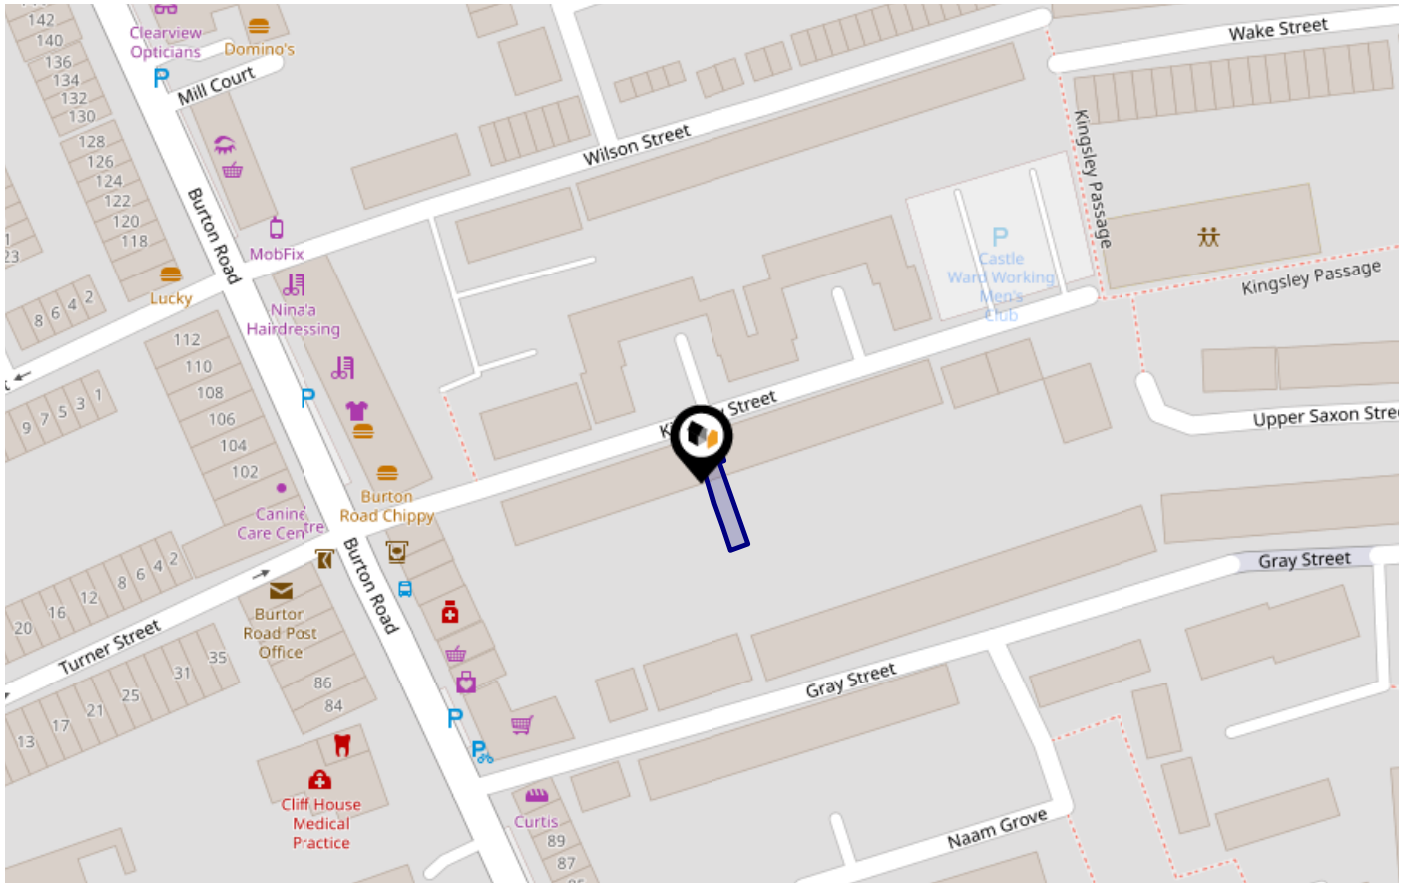 142
140
136
134
132
130
128
126
124
122
120
118
Clearview
Opticians
Domino's
P
Mill Court
Wake Street
Wilson Street
Kingsley Passage
Burton Road
MobFix
23
1
8 6 4 2
Lucky
Nina'a
Hairdressing
P
Castle
Ward Working
Men's
Club
Kingsley Passage
112
110
108
106
104
102
P
9 7 5 3 1
Street
Upper Saxon Stree
Burton
Road Chippy
Canine
Care Centre
20 16 12 8 6 4 2
Burton Road
Gray Street
Burtor
Road Post
Office
Turner Street
13 17 21 25 31 35
86
84
Gray Street
P
P
Cliff House
Medical
Practice
Curtis
89
87
Naam Grove